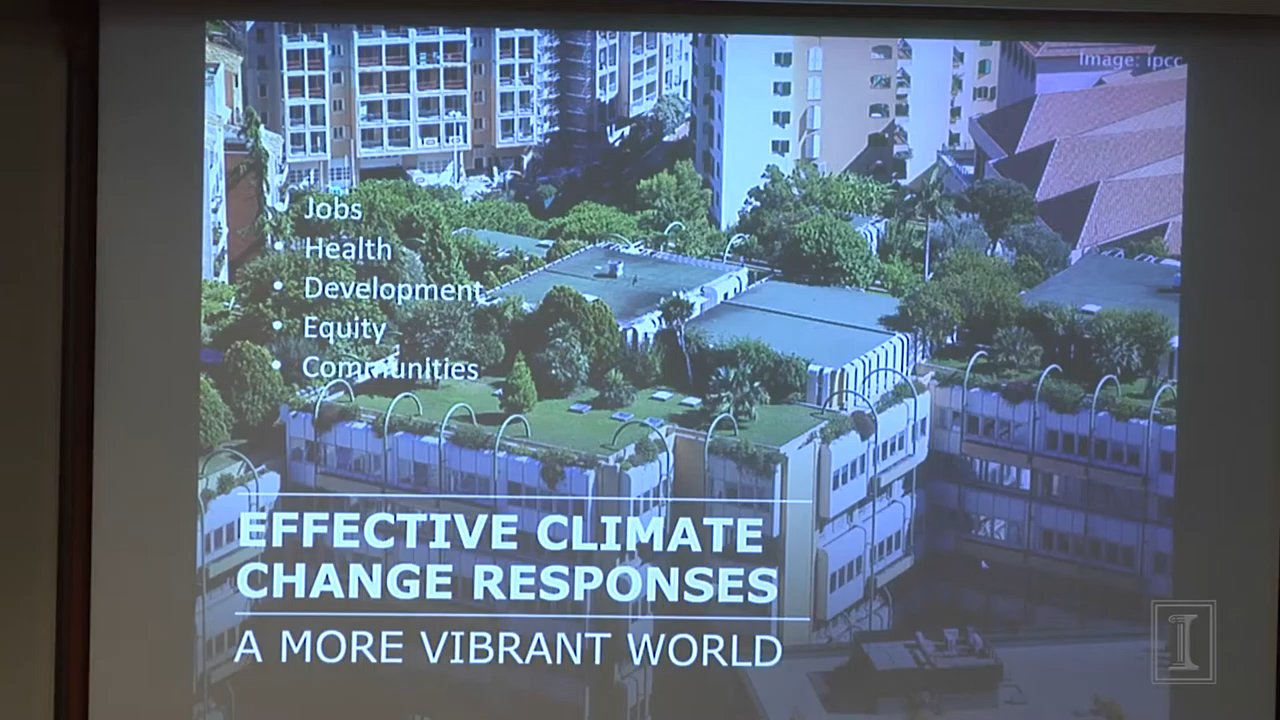 Image: ipcc
• Jobs
• Health
• Development
• Equity
• Communities
EFFECTIVE CLIMATE
CHANGE RESPONSES
A MORE VIBRANT WORLD
I